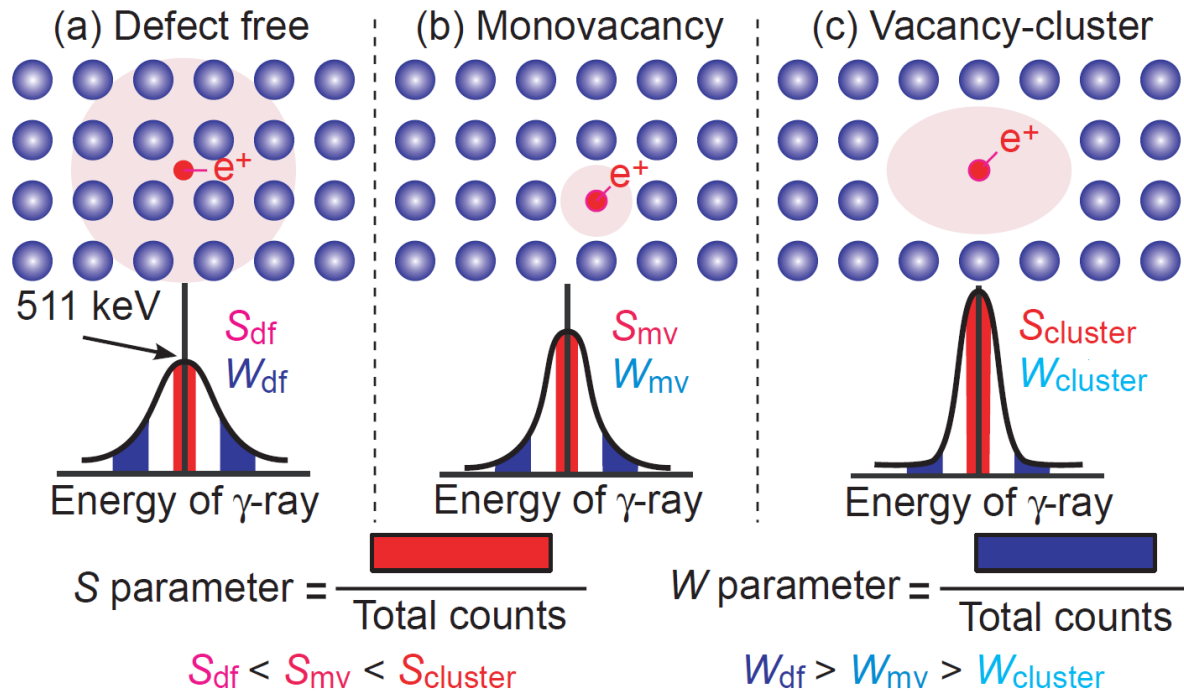 (a) Defect free
(b) Monovacancy
(c) Vacancy-cluster
e+
e+
e+
511 keV
Sdf
Wdf
Smv
Wmv
Scluster
Wcluster
Energy of γ-ray
Energy of γ-ray
Energy of γ-ray
S parameter =
Total counts
W parameter =
Total counts
Sdf < Smv < Scluster
Wdf > Wmv > Wcluster